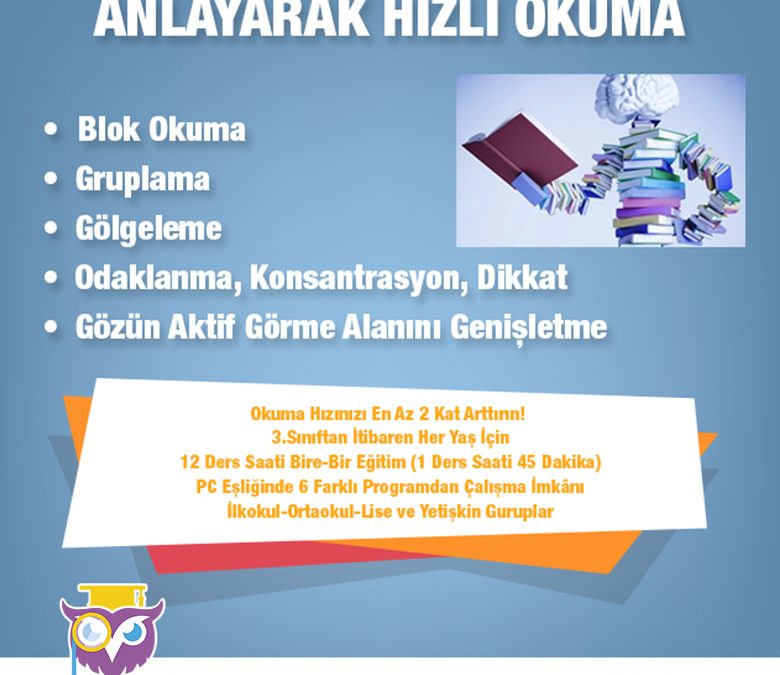 ANLAYARAK HIZLI OKUMA
• Blok Okuma
• Gruplama
• Gölgeleme
• Odaklanma, Konsantrasyon, Dikkat
• Gözün Aktif Görme Alanını Genişletme
Okuma Hızınızı En Az 2 Kat Arttırın!
3.Sınıftan İtibaren Her Yaş İçin
12 Ders Saati Bire-Bir Eğitim (1 Ders Saati 45 Dakika)
PC Eşliğinde 6 Farklı Programdan Çalışma İmkânı
İlkokul-Ortaokul-Lise ve Yetişkin Guruplar